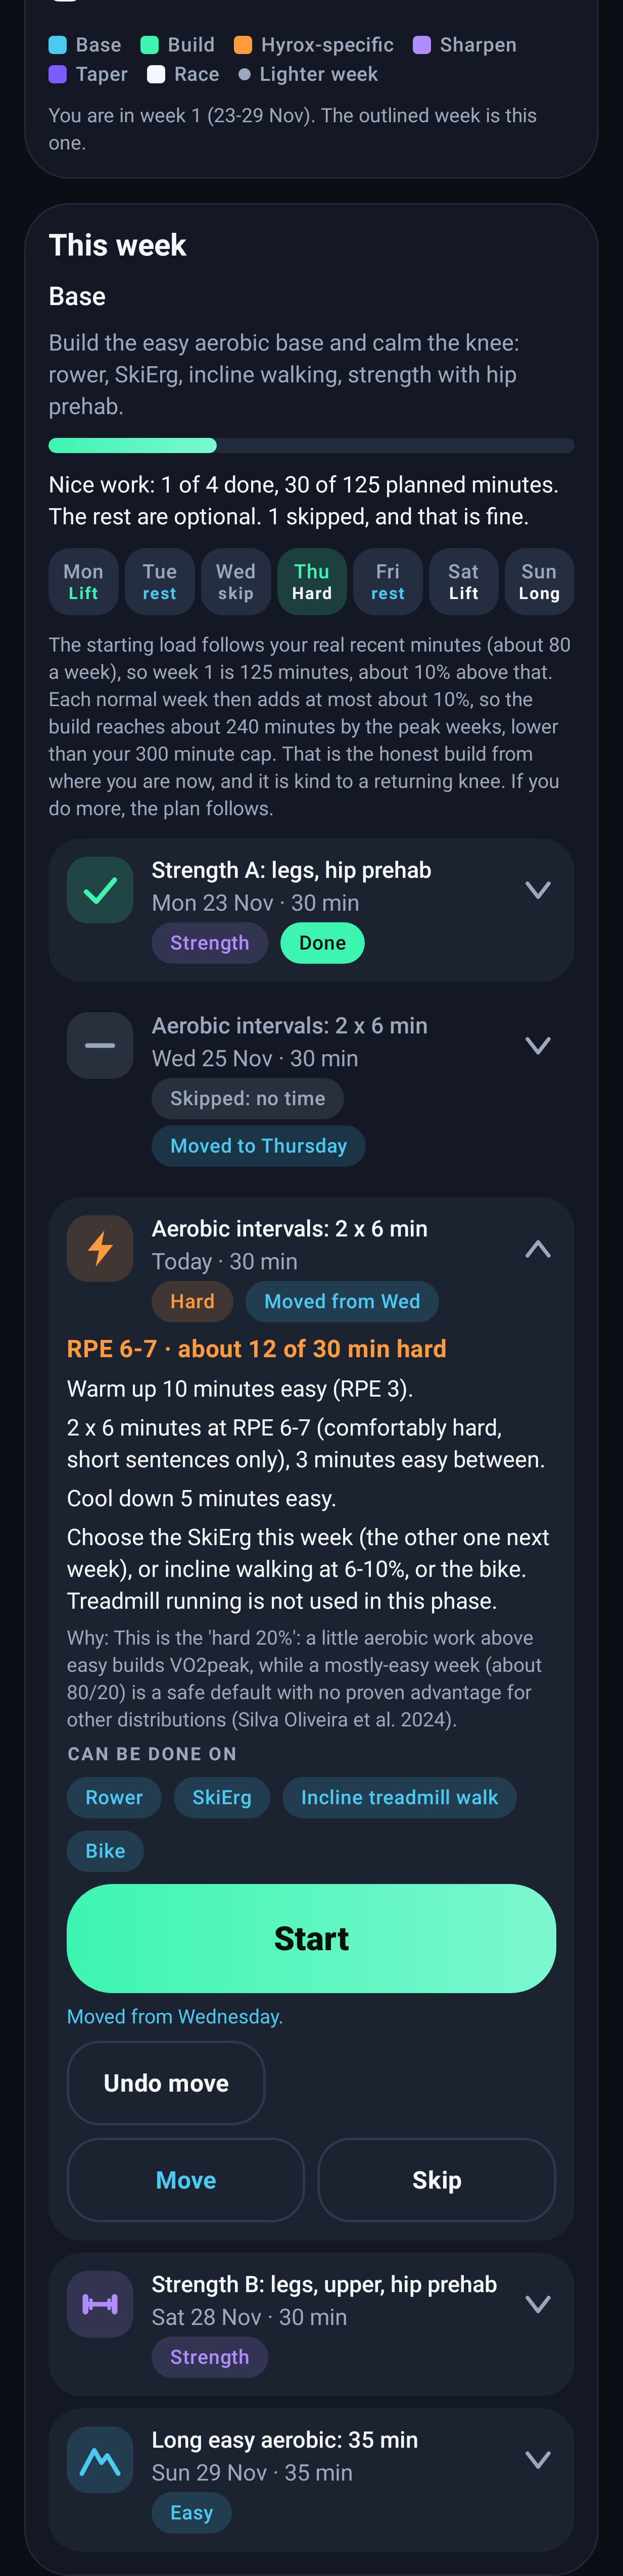 Base Build Hyrox-specific Sharpen
Taper Race Lighter week
You are in week 1 (23-29 Nov). The outlined week is this
one.
This week
Base
Build the easy aerobic base and calm the knee:
rower, SkiErg, incline walking, strength with hip
prehab.
Nice work: 1 of 4 done, 30 of 125 planned minutes.
The rest are optional. 1 skipped, and that is fine.
Mon Tue Wed Thu Fri Sat Sun
Lift rest skip Hard rest Lift Long
The starting load follows your real recent minutes (about 80
a week), so week 1 is 125 minutes, about 10% above that.
Each normal week then adds at most about 10%, so the
build reaches about 240 minutes by the peak weeks, lower
than your 300 minute cap. That is the honest build from
where you are now, and it is kind to a returning knee. If you
do more, the plan follows.
Strength A: legs, hip prehab
Mon 23 Nov · 30 min
Strength Done
Aerobic intervals: 2 x 6 min
Wed 25 Nov · 30 min
Skipped: no time
Moved to Thursday
Aerobic intervals: 2 x 6 min
Today · 30 min
Hard Moved from Wed
RPE 6-7 · about 12 of 30 min hard
Warm up 10 minutes easy (RPE 3).
2 x 6 minutes at RPE 6-7 (comfortably hard,
short sentences only), 3 minutes easy between.
Cool down 5 minutes easy.
Choose the SkiErg this week (the other one next
week), or incline walking at 6-10%, or the bike.
Treadmill running is not used in this phase.
Why: This is the 'hard 20%': a little aerobic work above
easy builds VO2peak, while a mostly-easy week (about
80/20) is a safe default with no proven advantage for
other distributions (Silva Oliveira et al. 2024).
CAN BE DONE ON
Rower SkiErg Incline treadmill walk
Bike
Start
Moved from Wednesday.
Undo move
Move Skip
Strength B: legs, upper, hip prehab
Sat 28 Nov · 30 min
Strength
Long easy aerobic: 35 min
Sun 29 Nov · 35 min
Easy